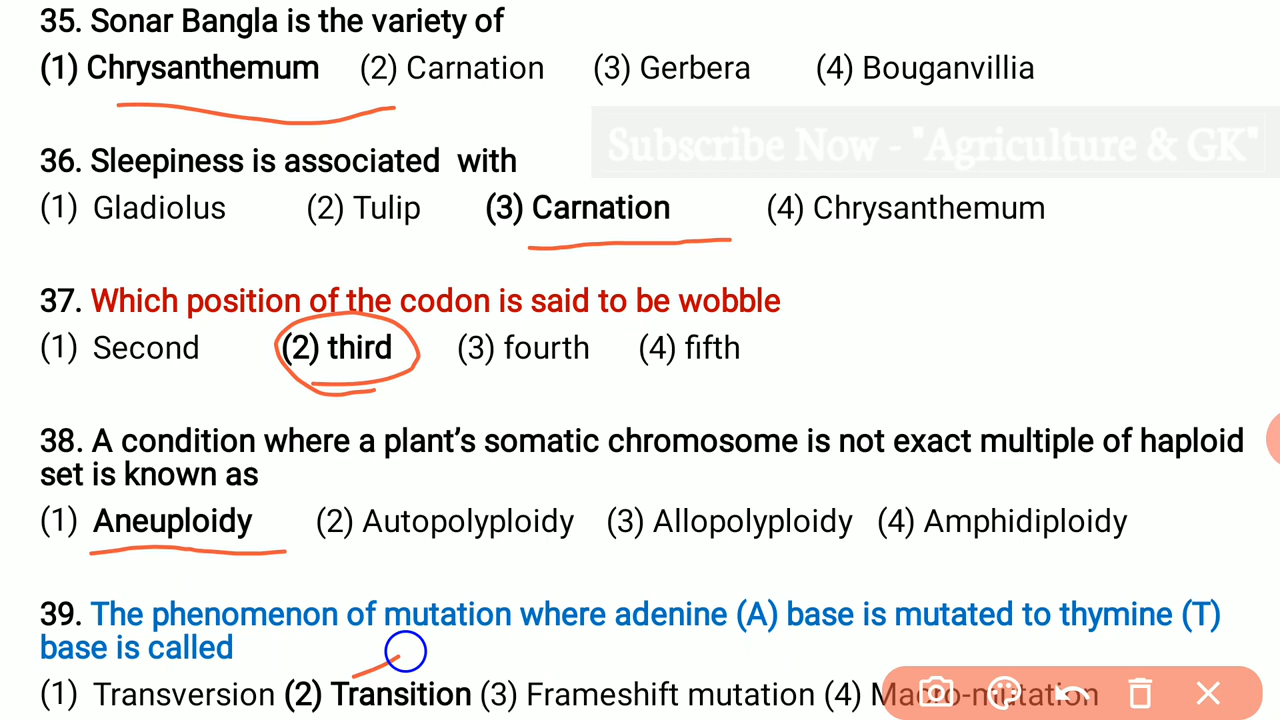 35. Sonar Bangla is the variety of
(1) Chrysanthemum (2) Carnation (3) Gerbera (4) Bouganvillia
Subscribe Now - "Agriculture & GK"
36. Sleepiness is associated with
(1) Gladiolus (2) Tulip (3) Carnation (4) Chrysanthemum
37. Which position of the codon is said to be wobble
(1) Second (2) third (3) fourth (4) fifth
38. A condition where a plant’s somatic chromosome is not exact multiple of haploid
set is known as
(1) Aneuploidy (2) Autopolyploidy (3) Allopolyploidy (4) Amphidiploidy
39. The phenomenon of mutation where adenine (A) base is mutated to thymine (T)
base is called
(1) Transversion (2) Transition (3) Frameshift mutation (4) Macro-mutation